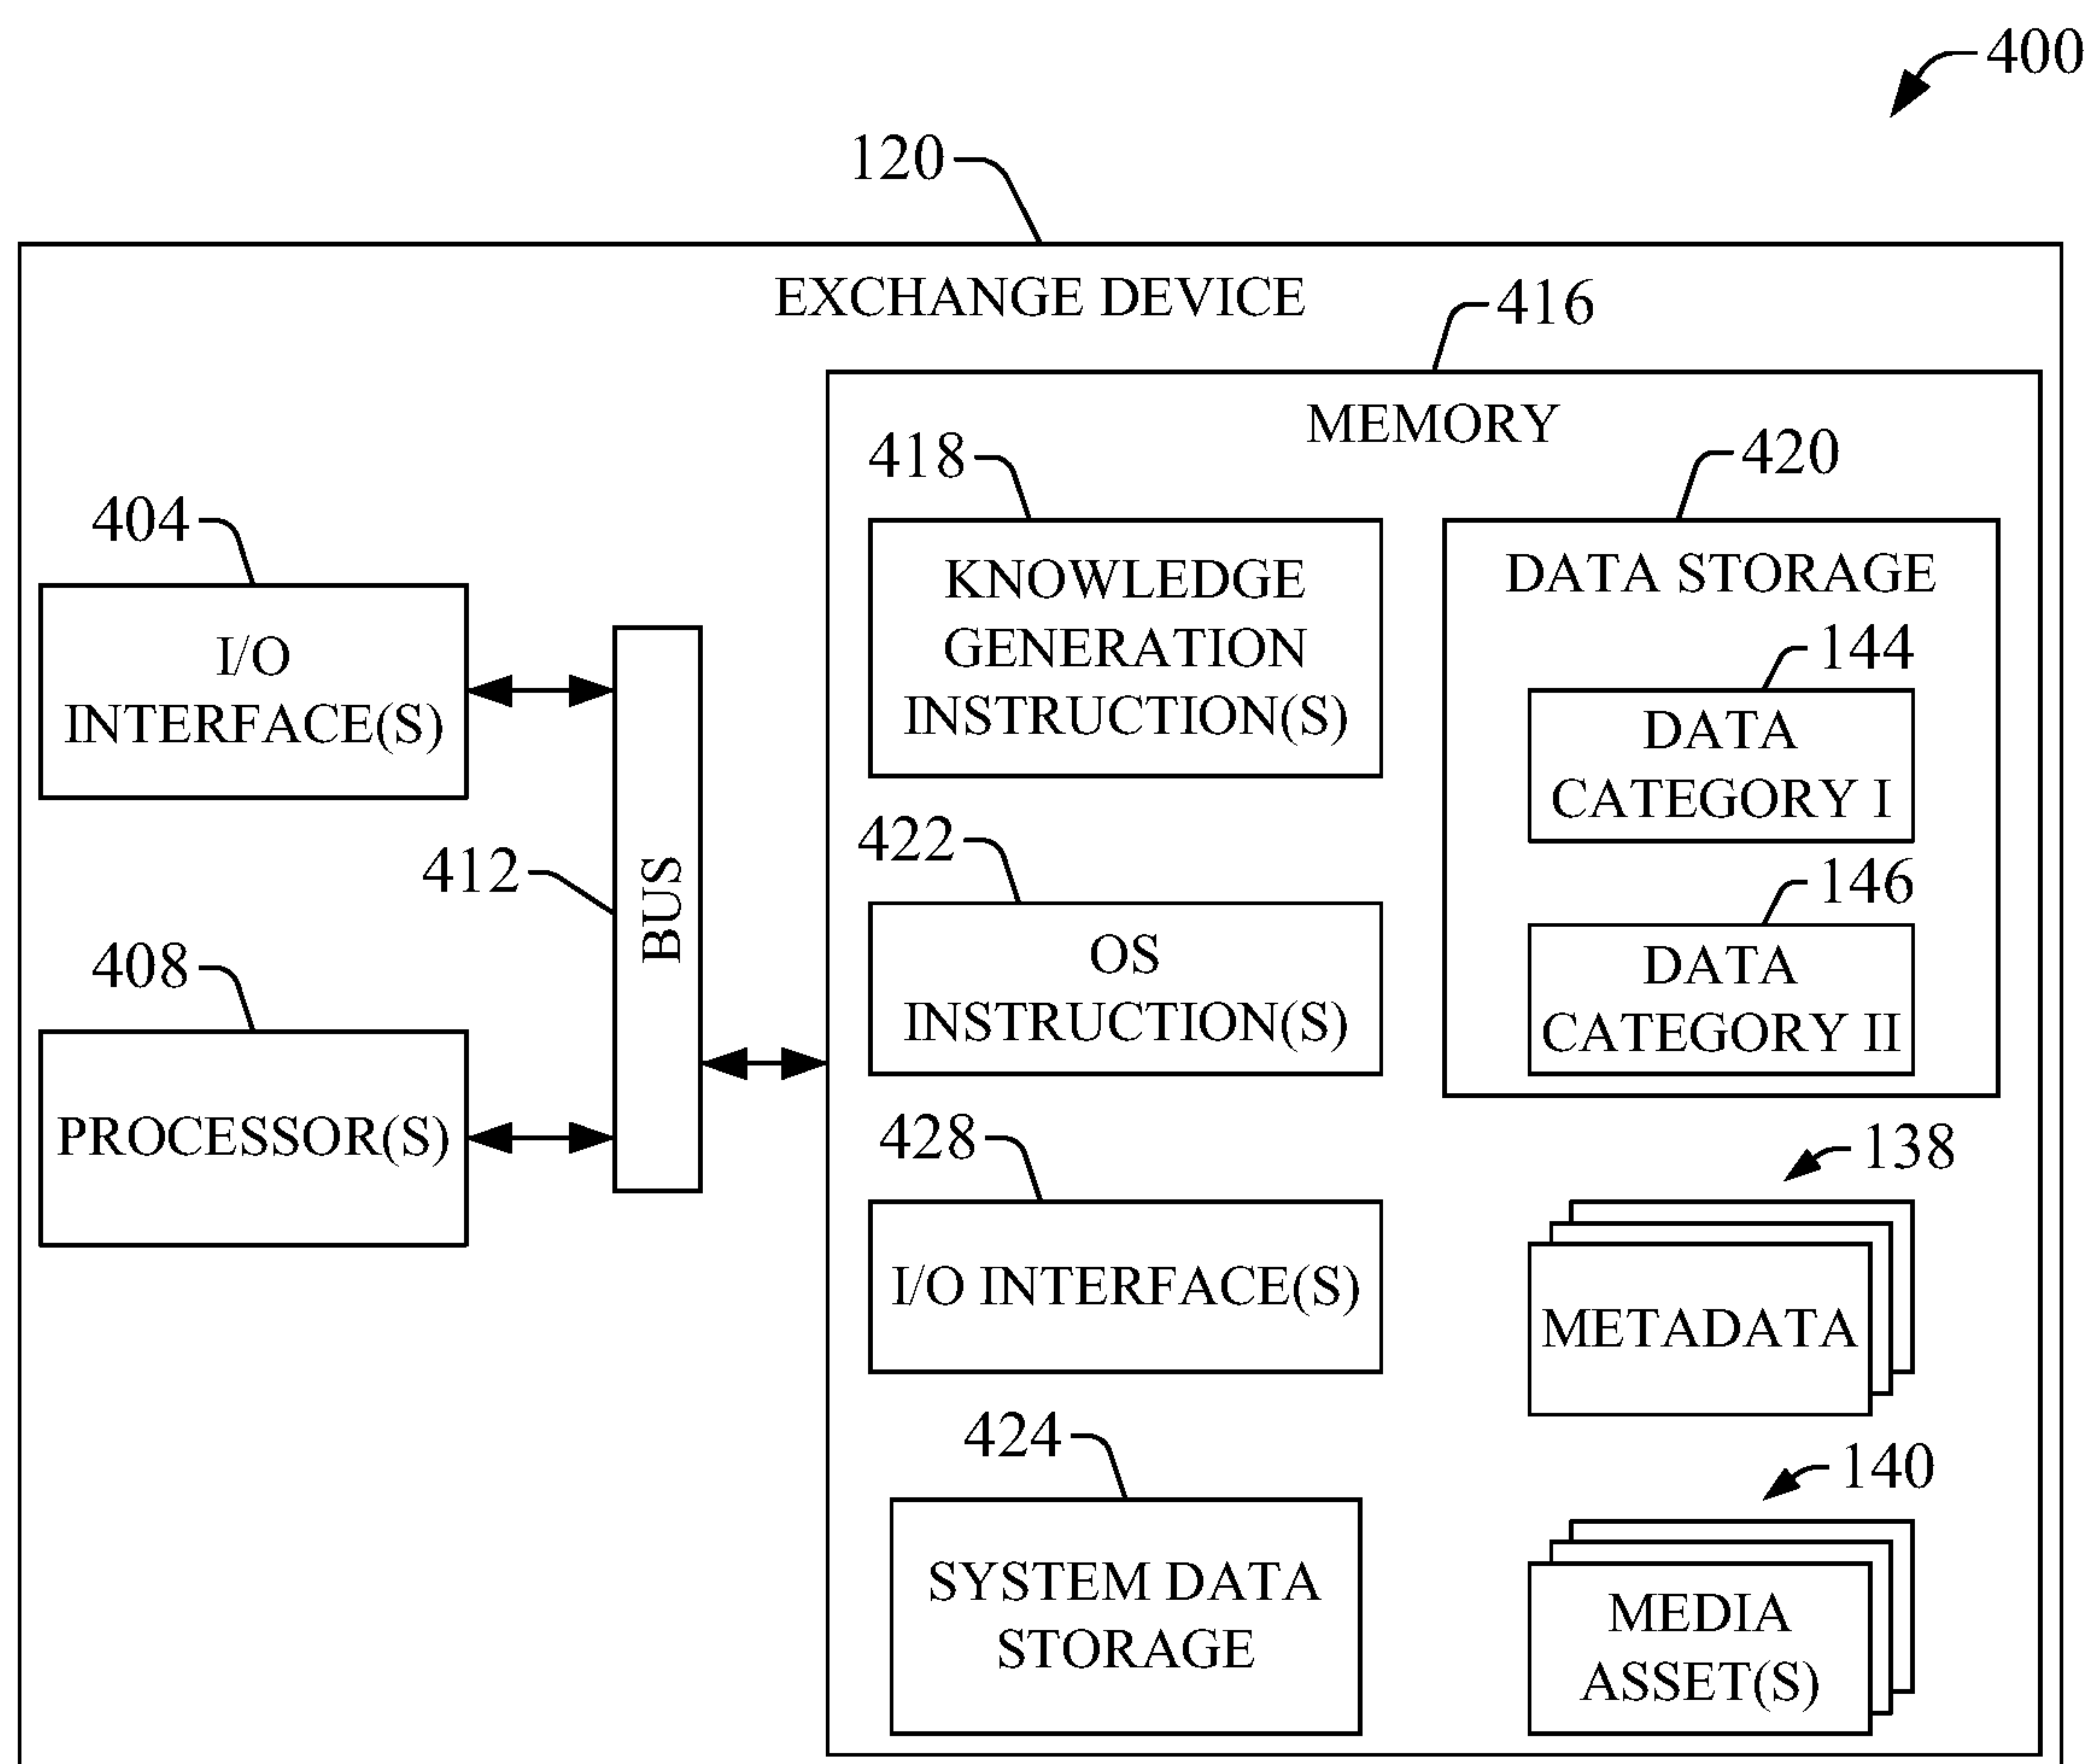 400
120
EXCHANGE DEVICE
416
MEMORY
404
I/O
INTERFACE(S)
408
PROCESSOR(S)
412
BUS
418
KNOWLEDGE
GENERATION
INSTRUCTION(S)
422
OS
INSTRUCTION(S)
428
I/O INTERFACE(S)
424
SYSTEM DATA
STORAGE
420
DATA STORAGE
144
DATA
CATEGORY I
146
DATA
CATEGORY II
138
METADATA
140
MEDIA
ASSET(S)